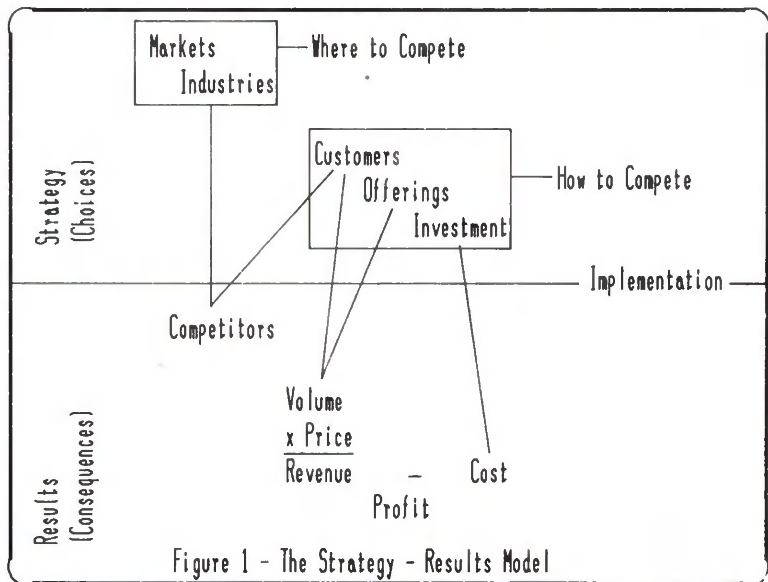 Markets
Industries
Where to Compete
Strategy
(Choices)
Customers
Offerings
Investment
How to Compete
Implementation
Competitors
Results
(Consequences)
Volume
x Price
Revenue – Cost
Profit
Figure 1 - The Strategy - Results Model